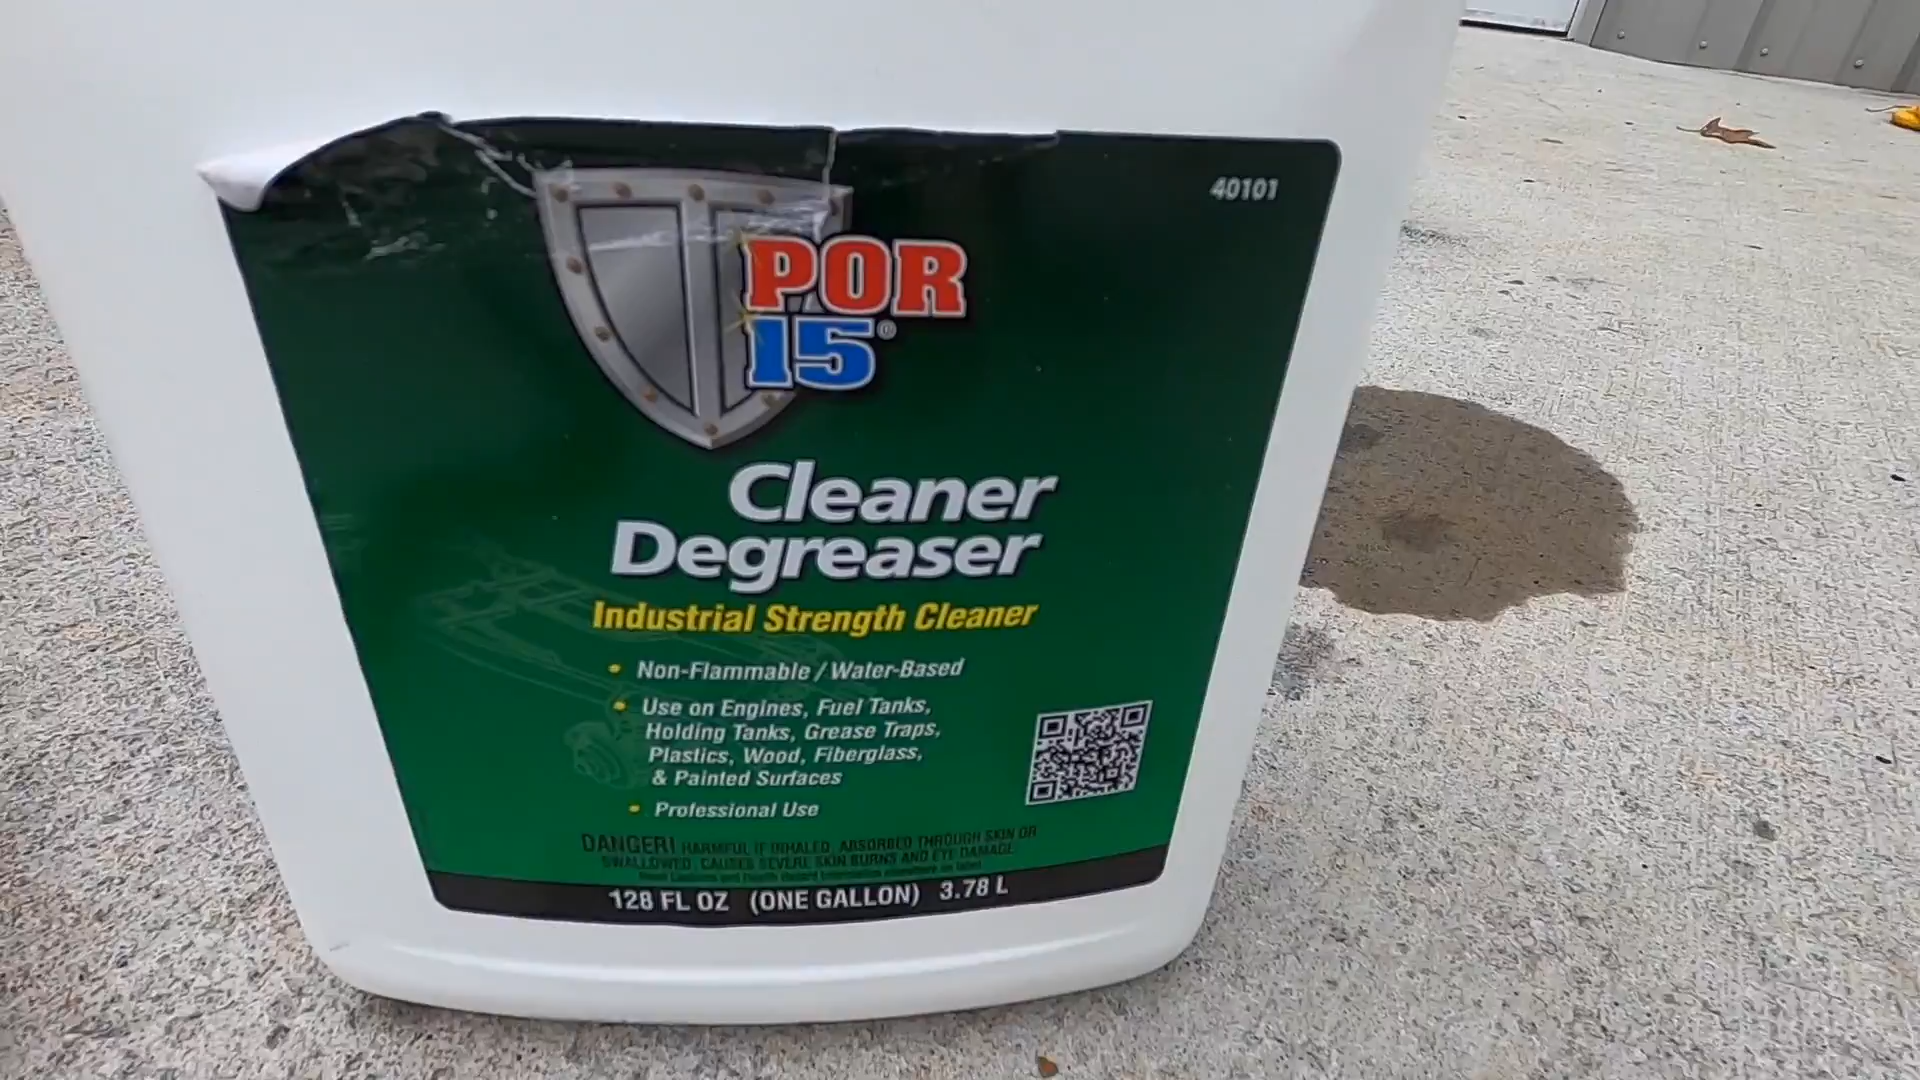 40101
POR
15®
Cleaner
Degreaser
Industrial Strength Cleaner
• Non-Flammable / Water-Based
• Use on Engines, Fuel Tanks,
Holding Tanks, Grease Traps,
Plastics, Wood, Fiberglass,
& Painted Surfaces
• Professional Use
DANGER! HARMFUL IF INHALED, ABSORBED THROUGH SKIN OR
SWALLOWED. CAUSES SEVERE SKIN BURNS AND EYE DAMAGE.
128 FL OZ (ONE GALLON) 3.78 L